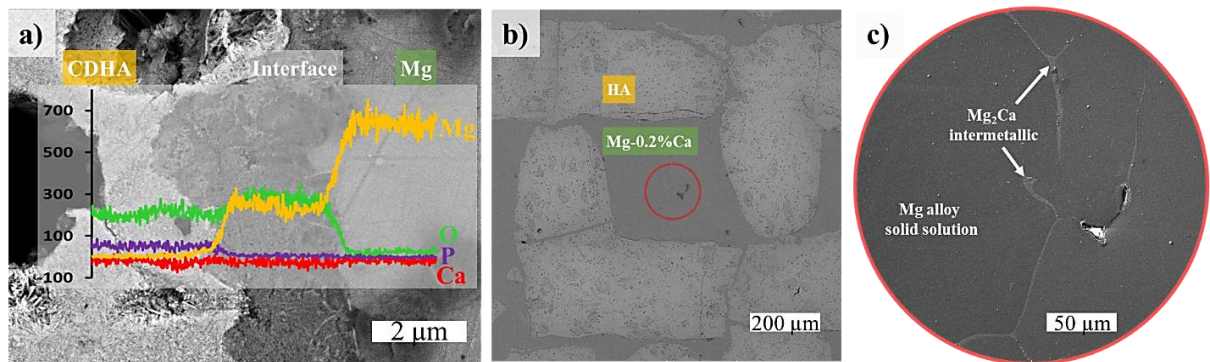 a)
CDHA
Interface
Mg
700
500
300
100
-100
Mg
O
P
Ca
2 µm
b)
HA
Mg-0.2%Ca
200 µm
c)
Mg₂Ca
intermetallic
Mg alloy
solid solution
50 µm